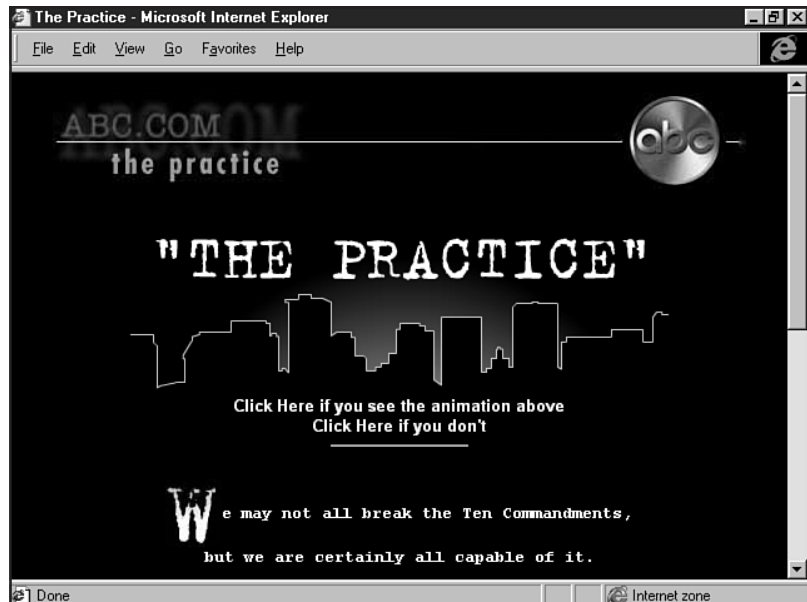 The Practice - Microsoft Internet Explorer
File Edit View Go Favorites Help
ABC.COM
the practice
abc
"THE PRACTICE"
Click Here if you see the animation above
Click Here if you don't
We may not all break the Ten Commandments,
but we are certainly all capable of it.
Done
Internet zone